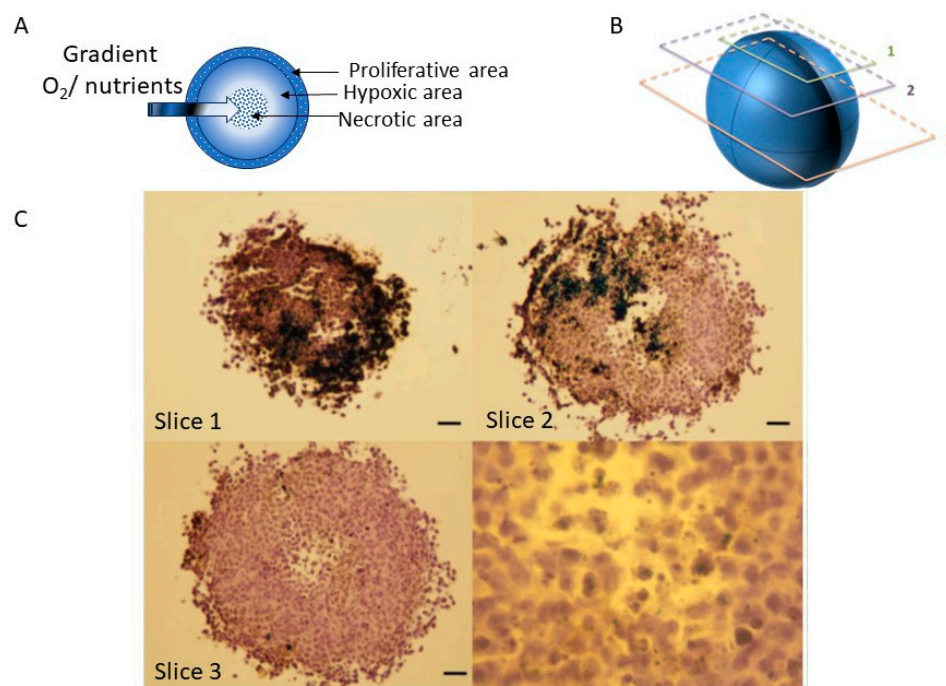 A
Gradient
O₂/ nutrients
Proliferative area
Hypoxic area
Necrotic area
B
1
2
C
Slice 1
Slice 2
Slice 3